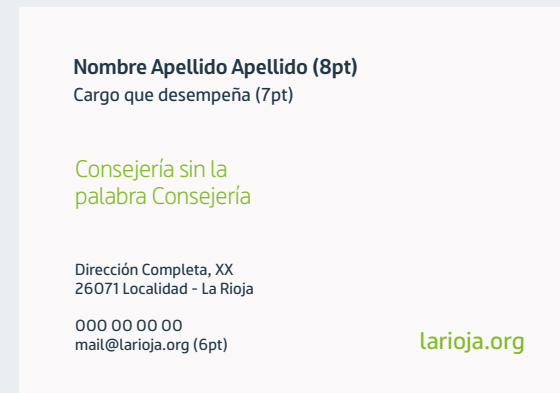 Nombre Apellido Apellido (8pt)
Cargo que desempeña (7pt)
Consejería sin la
palabra Consejería
Dirección Completa, XX
26071 Localidad - La Rioja
000 00 00 00
mail@larioja.org (6pt)
larioja.org